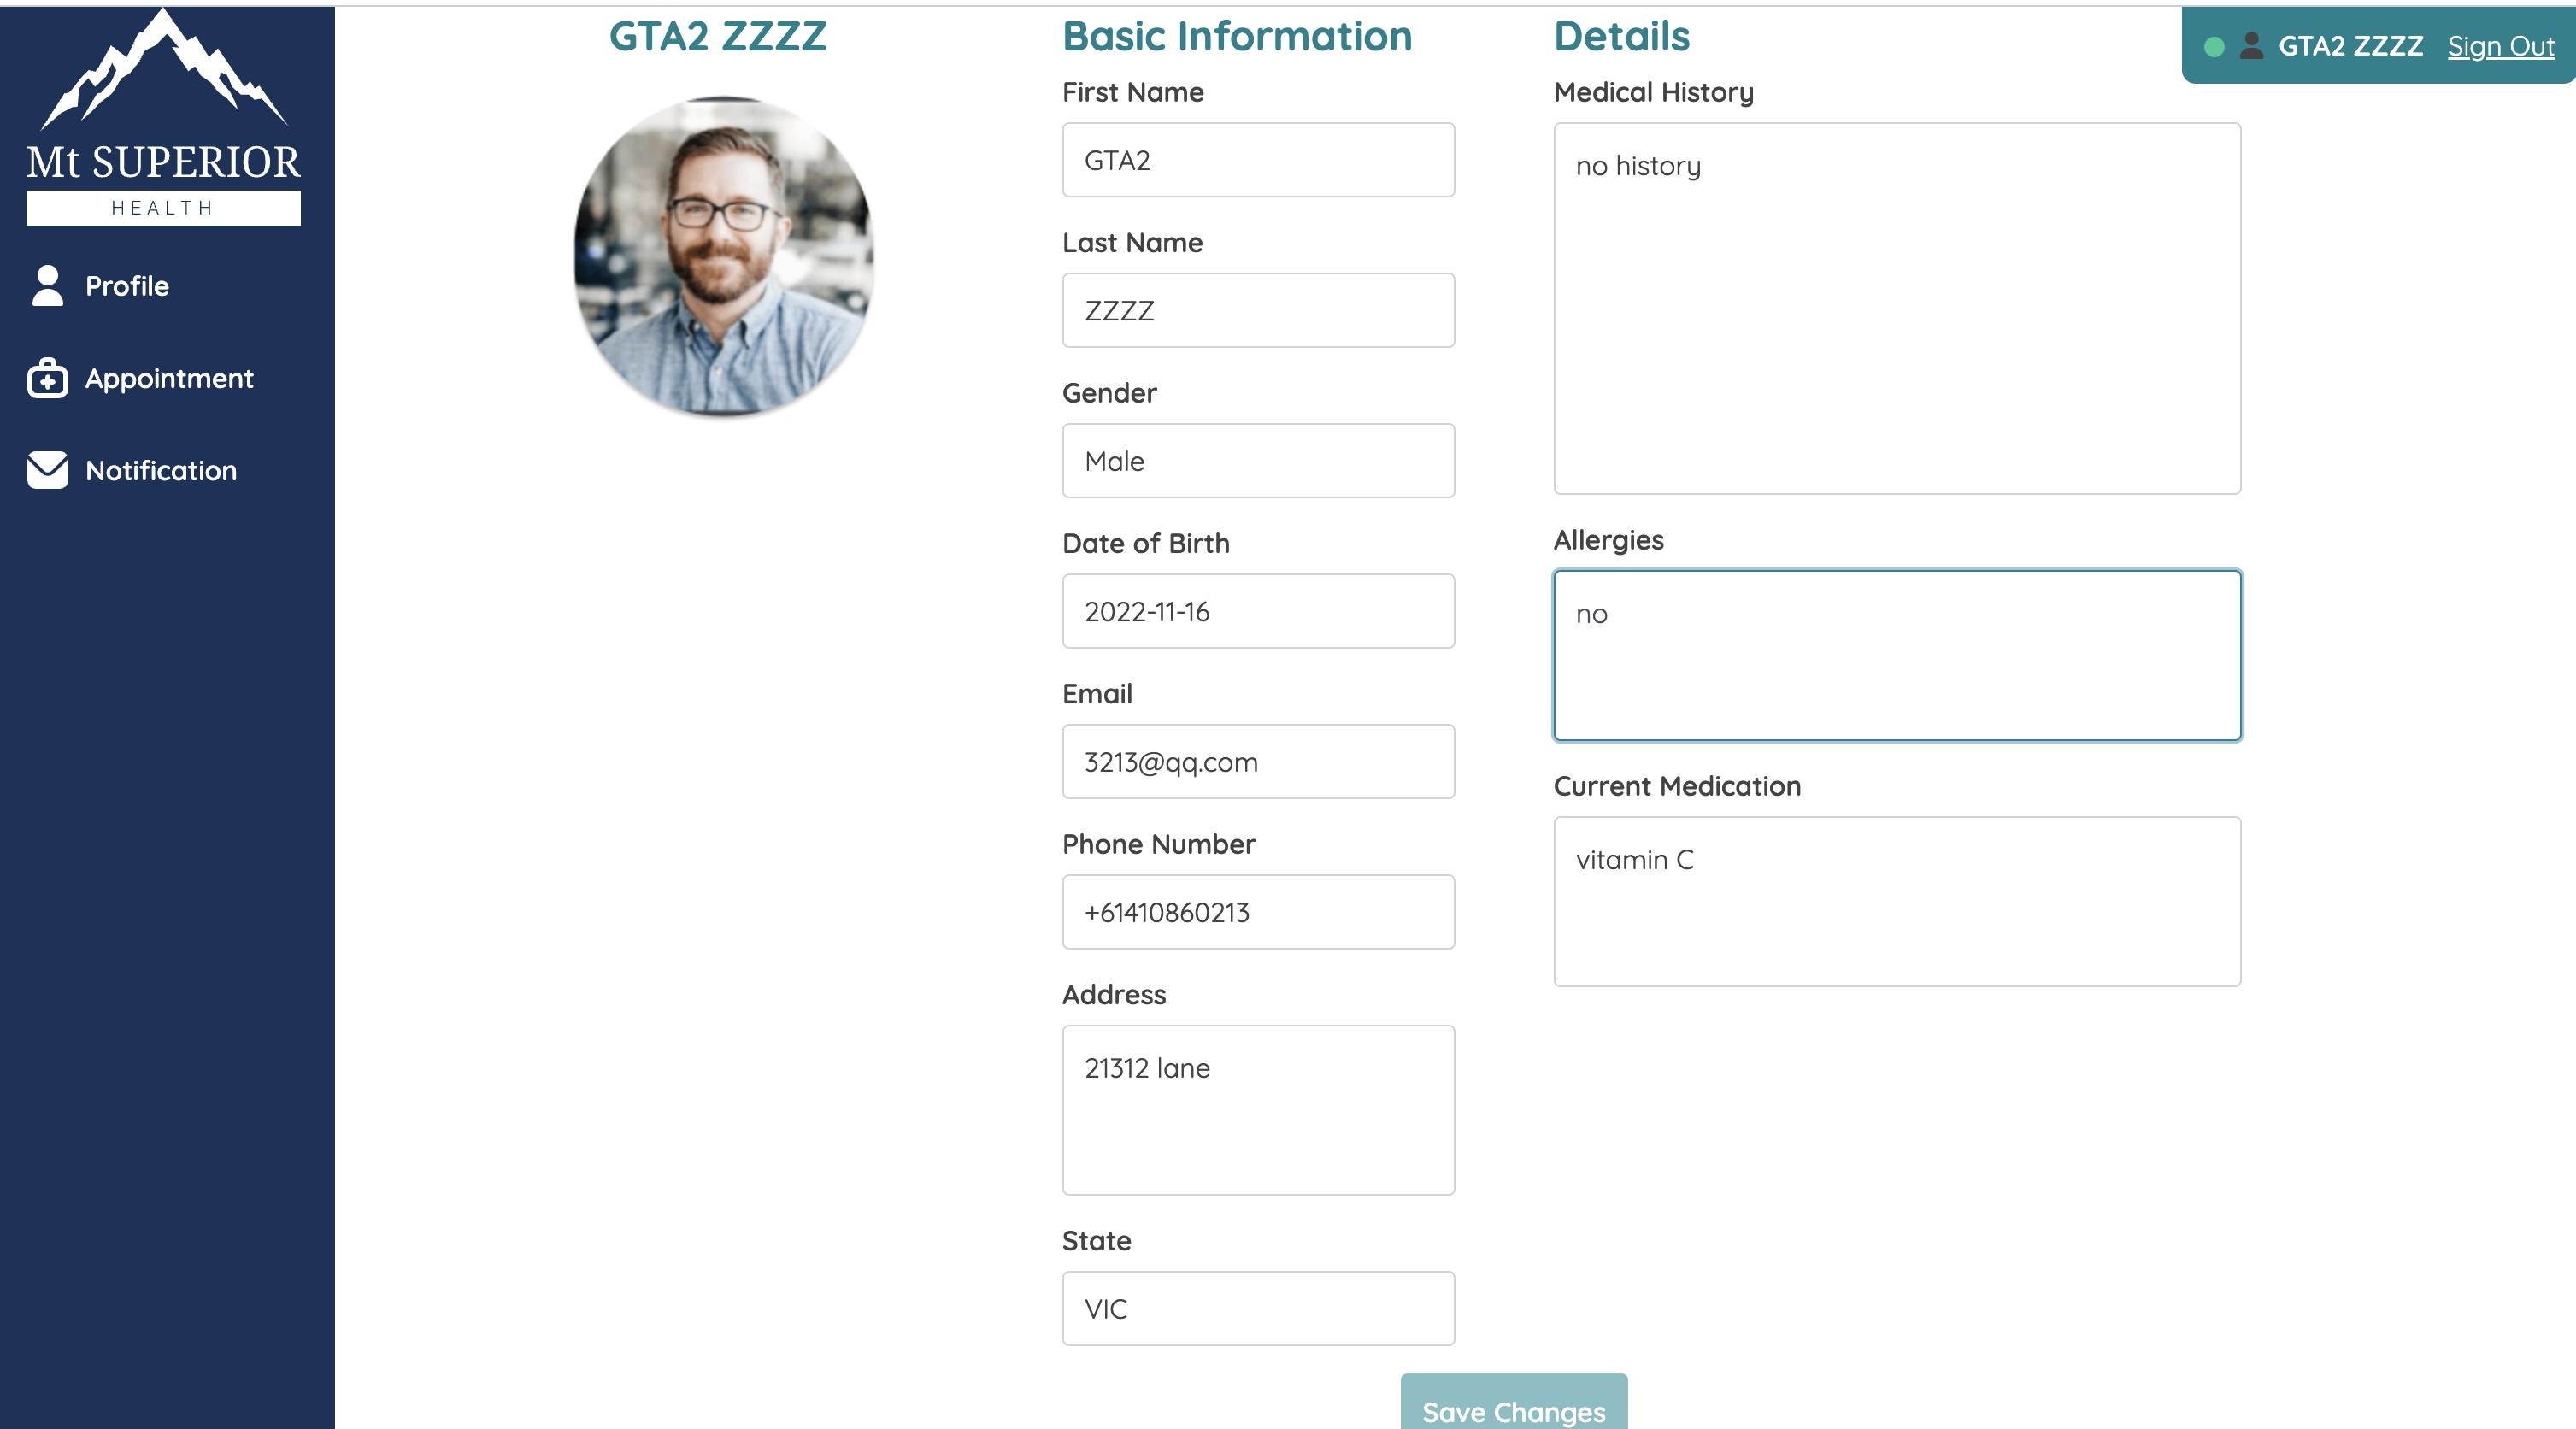 Mt SUPERIOR
HEALTH
Profile
Appointment
Notification
GTA2 ZZZZ
Basic Information
First Name
GTA2
Last Name
ZZZZ
Gender
Male
Date of Birth
2022-11-16
Email
3213@qq.com
Phone Number
+61410860213
Address
21312 lane
State
VIC
Details
Medical History
no history
Allergies
no
Current Medication
vitamin C
Save Changes
GTA2 ZZZZ Sign Out